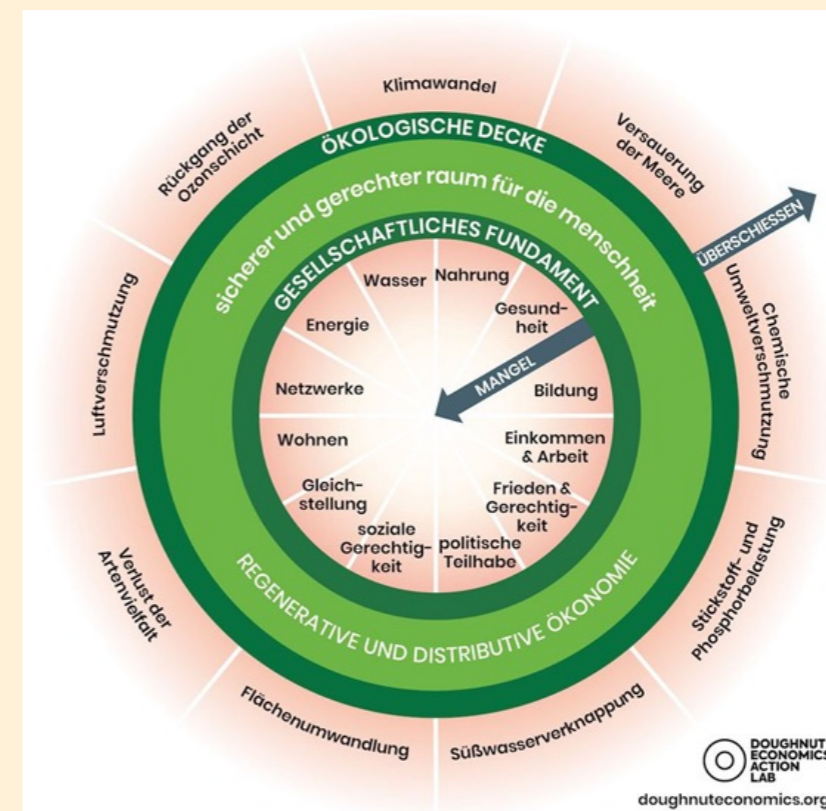 Klimawandel
Versauerung
der Meere
ÜBERSCHIESSEN
Chemische
Umweltverschmutzung
Stickstoff- und
Phosphorbelastung
Süßwasserverknappung
Flächenumwandlung
Verlust der
Artenvielfalt
Luftverschmutzung
Rückgang der
Ozonschicht
ÖKOLOGISCHE DECKE
sicherer und gerechter raum für die menschheit
GESELLSCHAFTLICHES FUNDAMENT
Wasser
Nahrung
Gesund-
heit
MANGEL
Bildung
Einkommen
& Arbeit
Frieden &
Gerechtig-
keit
politische
Teilhabe
soziale
Gerechtig-
keit
Gleich-
stellung
Wohnen
Netzwerke
Energie
REGENERATIVE UND DISTRIBUTIVE ÖKONOMIE
DOUGHNUT
ECONOMICS
ACTION
LAB
doughnuteconomics.org